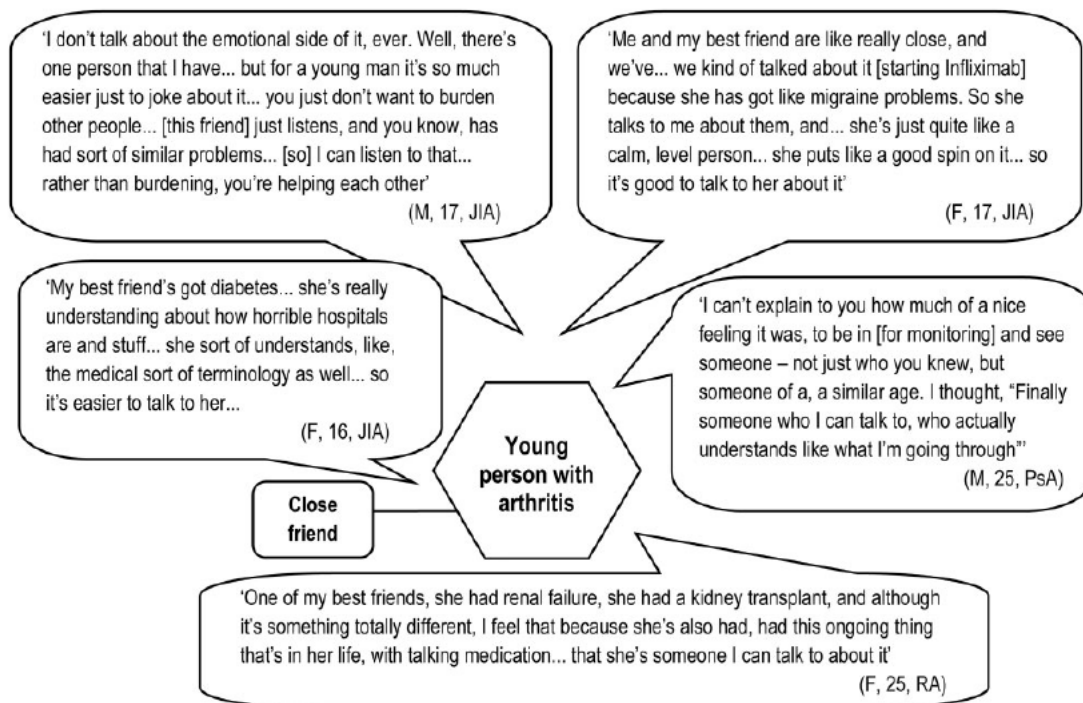 ‘I don’t talk about the emotional side of it, ever. Well, there’s
one person that I have... but for a young man it’s so much
easier just to joke about it... you just don’t want to burden
other people... [this friend] just listens, and you know, has
had sort of similar problems... [so] I can listen to that...
rather than burdening, you’re helping each other’
(M, 17, JIA)
‘Me and my best friend are like really close, and
we’ve... we kind of talked about it [starting Infliximab]
because she has got like migraine problems. So she
talks to me about them, and... she’s just quite like a
calm, level person... she puts like a good spin on it... so
it’s good to talk to her about it’
(F, 17, JIA)
‘My best friend’s got diabetes... she’s really
understanding about how horrible hospitals
are and stuff... she sort of understands, like,
the medical sort of terminology as well... so
it’s easier to talk to her...
(F, 16, JIA)
‘I can’t explain to you how much of a nice
feeling it was, to be in [for monitoring] and see
someone – not just who you knew, but
someone of a, a similar age. I thought, “Finally
someone who I can talk to, who actually
understands like what I’m going through”’
(M, 25, PsA)
Young
person with
arthritis
Close
friend
‘One of my best friends, she had renal failure, she had a kidney transplant, and although
it’s something totally different, I feel that because she’s also had, had this ongoing thing
that’s in her life, with talking medication... that she’s someone I can talk to about it’
(F, 25, RA)